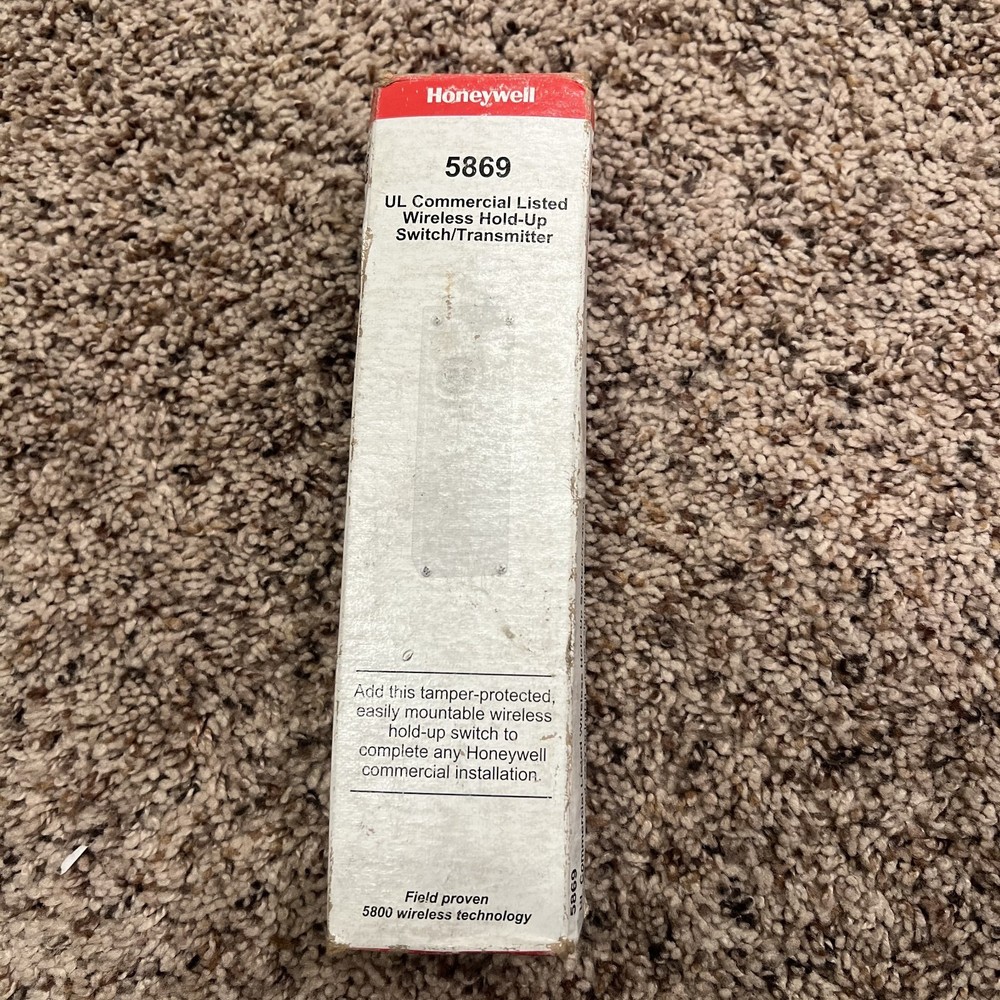 Honeywell
5869
UL Commercial Listed
Wireless Hold-Up
Switch/Transmitter
Add this tamper-protected,
easily mountable wireless
hold-up switch to
complete any Honeywell
commercial installation.
Field proven
5800 wireless technology
5869